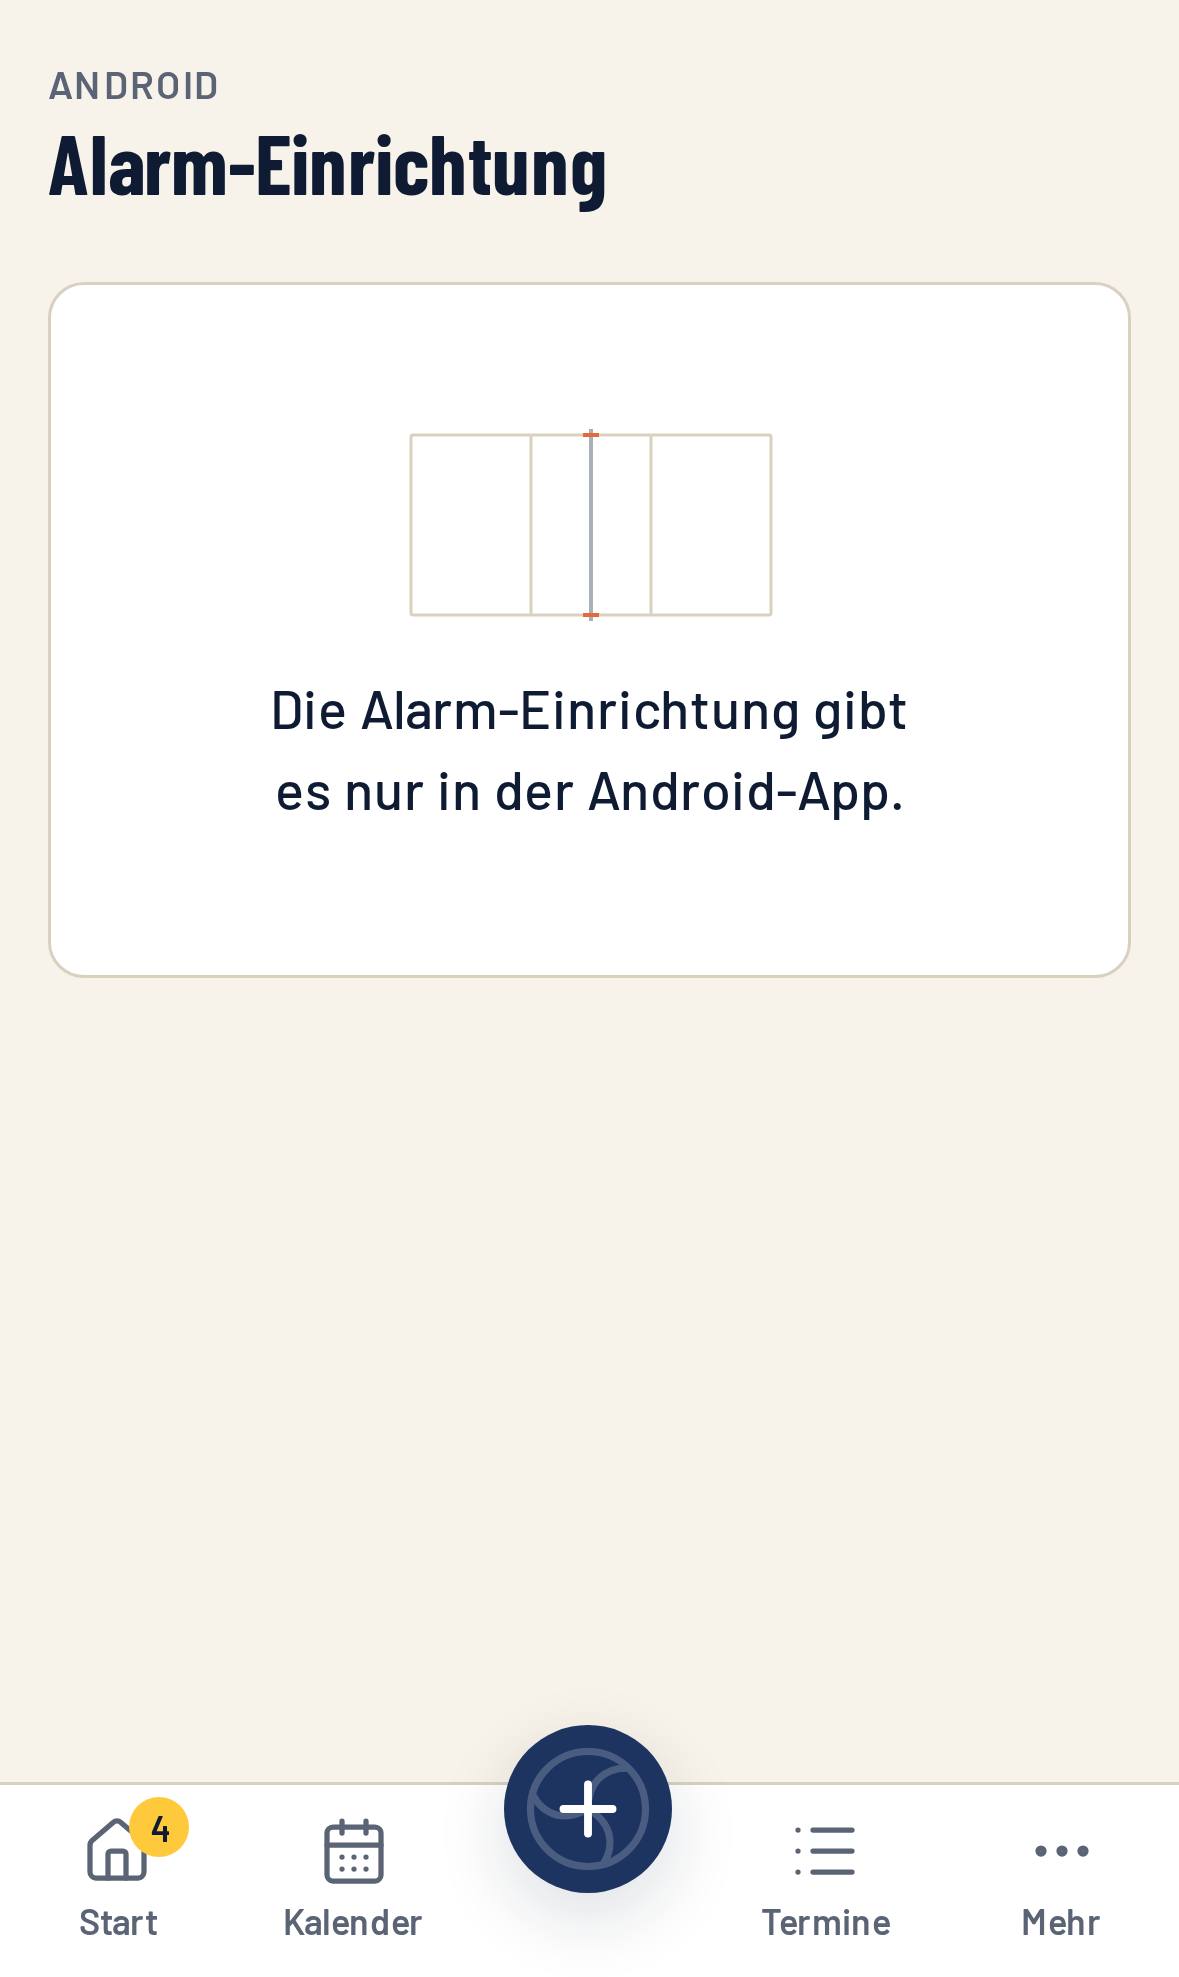 ANDROID
Alarm-Einrichtung
Die Alarm-Einrichtung gibt
es nur in der Android-App.
4
Start
Kalender
Termine
Mehr